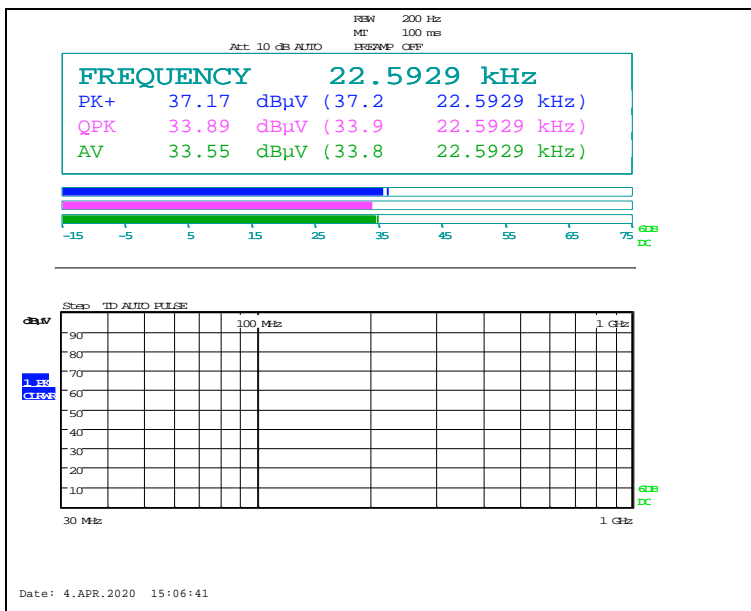 RBW 200 Hz
MT 100 ms
Att 10 dB AUTO PREAMP OFF
FREQUENCY 22.5929 kHz
PK+ 37.17 dBµV (37.2 22.5929 kHz)
QPK 33.89 dBµV (33.9 22.5929 kHz)
AV 33.55 dBµV (33.8 22.5929 kHz)
-15 -5 5 15 25 35 45 55 65 75
6DB
DC
Step TD AUTO PULSE
dBµV
100 MHz 1 GHz
90
80
70
1 PK
CLRWR
60
50
40
30
20
10
6DB
DC
30 MHz 1 GHz
Date: 4.APR.2020 15:06:41